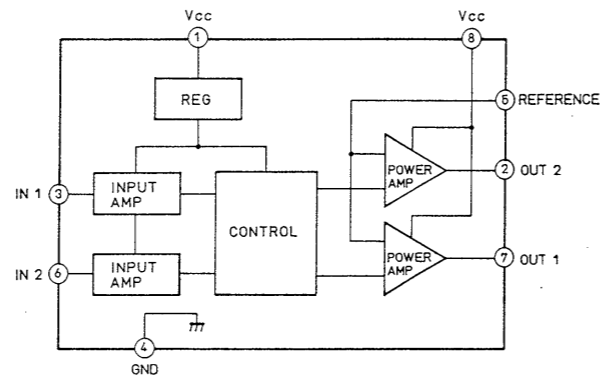 Vcc
Vcc
1
8
REG
5 REFERENCE
IN 1 3
INPUT
AMP
POWER
AMP
2 OUT 2
CONTROL
IN 2 6
INPUT
AMP
POWER
AMP
7 OUT 1
4
GND